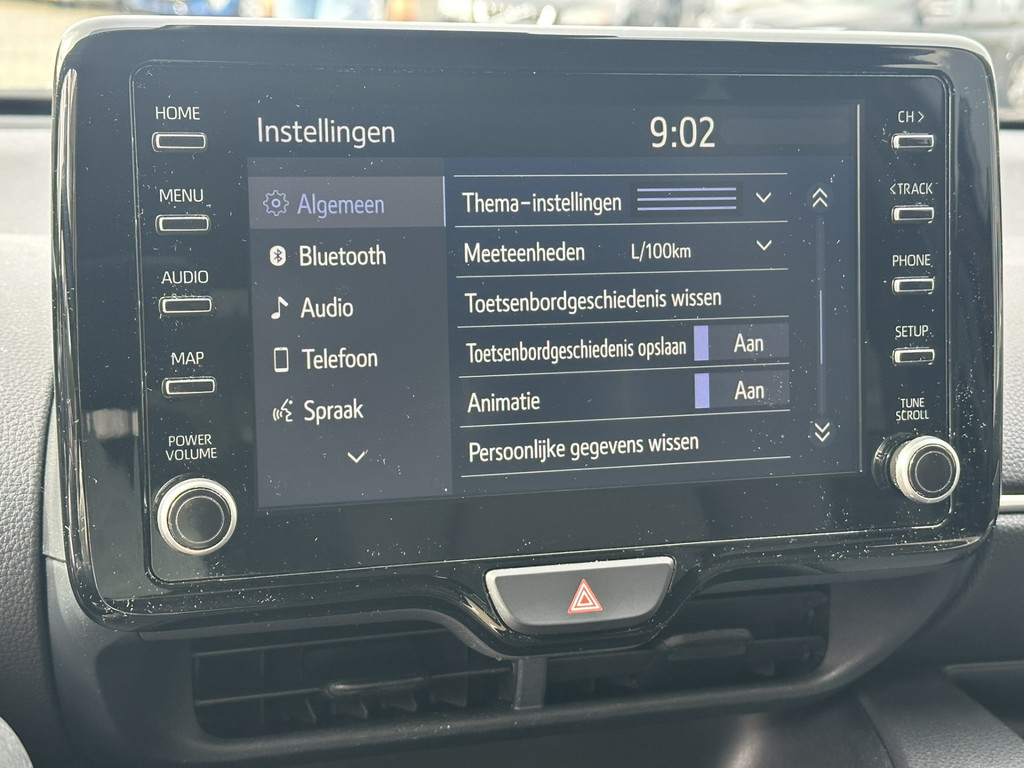 HOME
MENU
AUDIO
MAP
POWER
VOLUME
Instellingen
9:02
Algemeen
Bluetooth
Audio
Telefoon
Spraak
Thema-instellingen
Meeteenheden L/100km
Toetsenbordgeschiedenis wissen
Toetsenbordgeschiedenis opslaan Aan
Animatie Aan
Persoonlijke gegevens wissen
CH >
< TRACK
PHONE
SETUP
TUNE
SCROLL